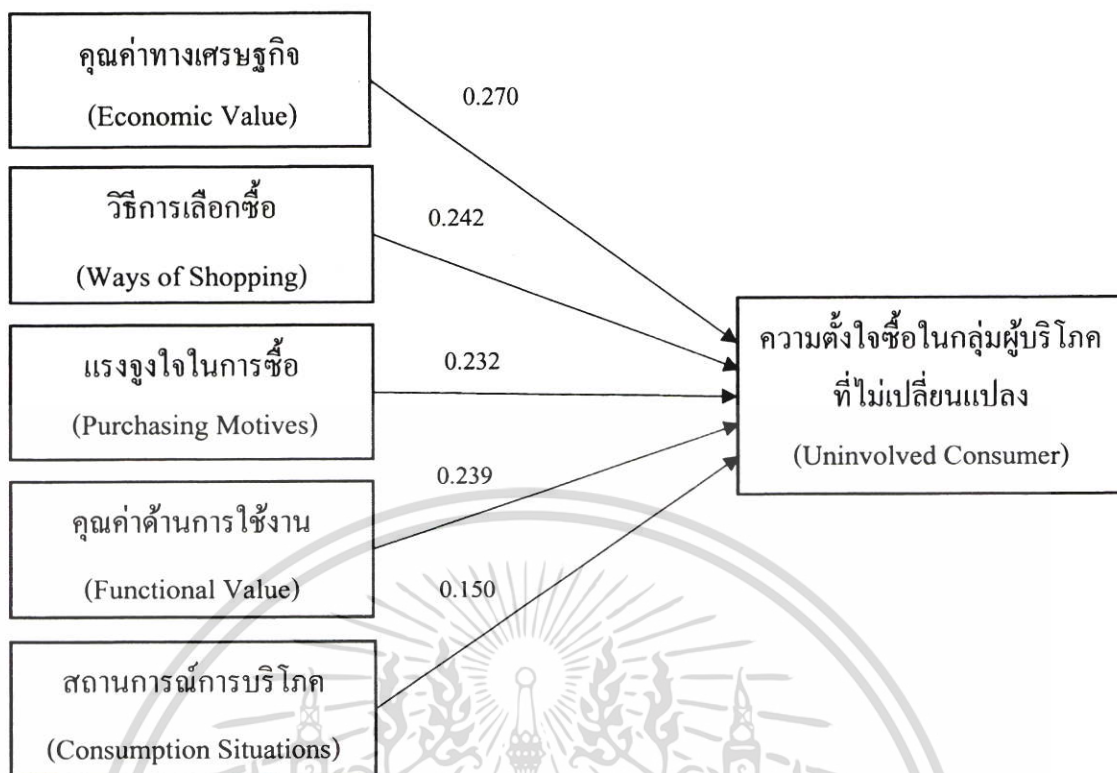 คุณค่าทางเศรษฐกิจ
(Economic Value)
0.270
วิธีการเลือกซื้อ
(Ways of Shopping)
0.242
แรงจูงใจในการซื้อ
(Purchasing Motives)
0.232
คุณค่าด้านการใช้งาน
(Functional Value)
0.239
สถานการณ์การบริโภค
(Consumption Situations)
0.150
ความตั้งใจซื้อในกลุ่มผู้บริโภค
ที่ไม่เปลี่ยนแปลง
(Uninvolved Consumer)